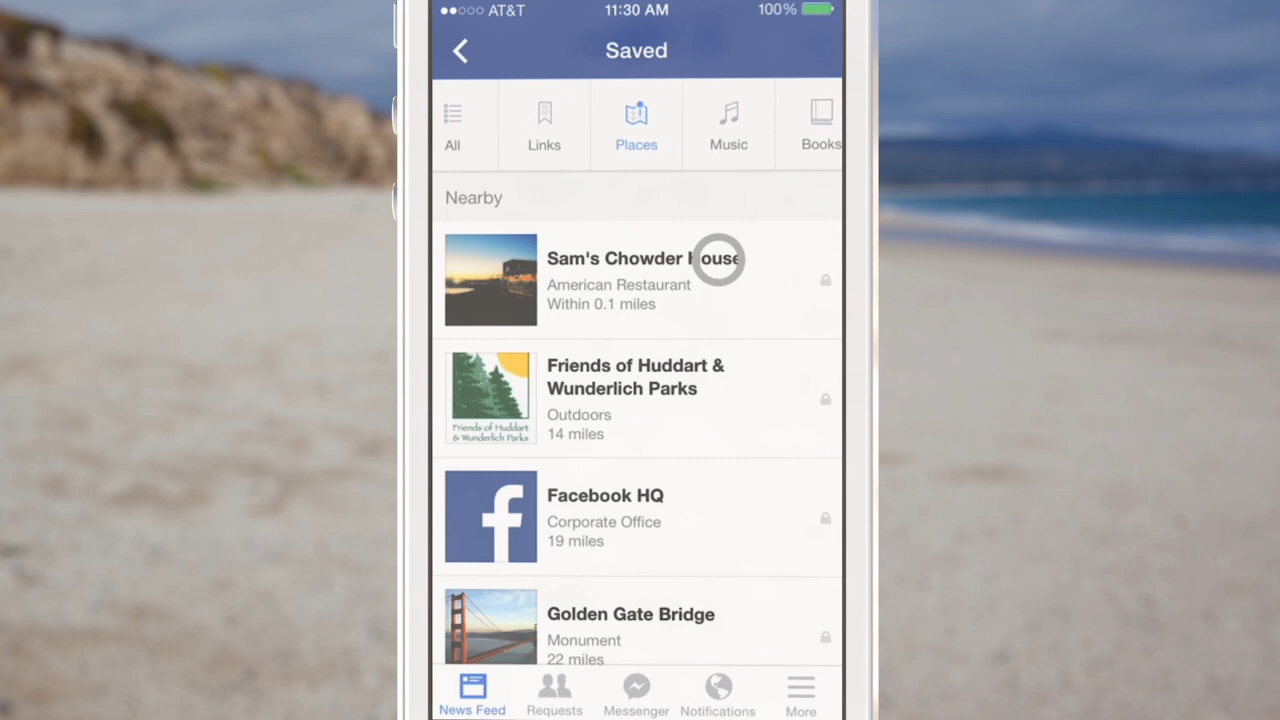 AT&T 11:30 AM 100%
Saved
All Links Places Music Books
Nearby
Sam's Chowder House
American Restaurant
Within 0.1 miles
Friends of Huddart &
Wunderlich Parks
Outdoors
14 miles
Friends of Huddart
& Wunderlich Parks
Facebook HQ
Corporate Office
19 miles
f
Golden Gate Bridge
Monument
22 miles
News Feed Requests Messenger Notifications More